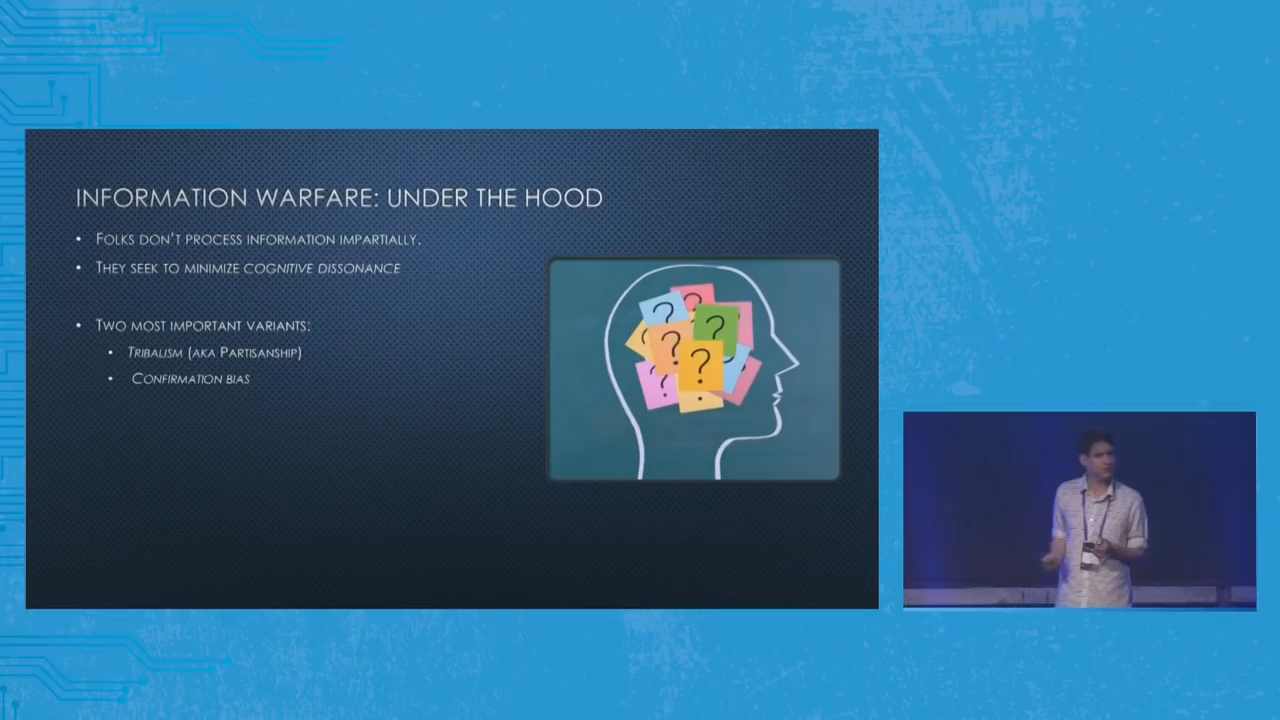 INFORMATION WARFARE: UNDER THE HOOD
• FOLKS DON'T PROCESS INFORMATION IMPARTIALLY.
• THEY SEEK TO MINIMIZE COGNITIVE DISSONANCE
• TWO MOST IMPORTANT VARIANTS:
• TRIBALISM (AKA PARTISANSHIP)
• CONFIRMATION BIAS
? ? ? ? ? ?